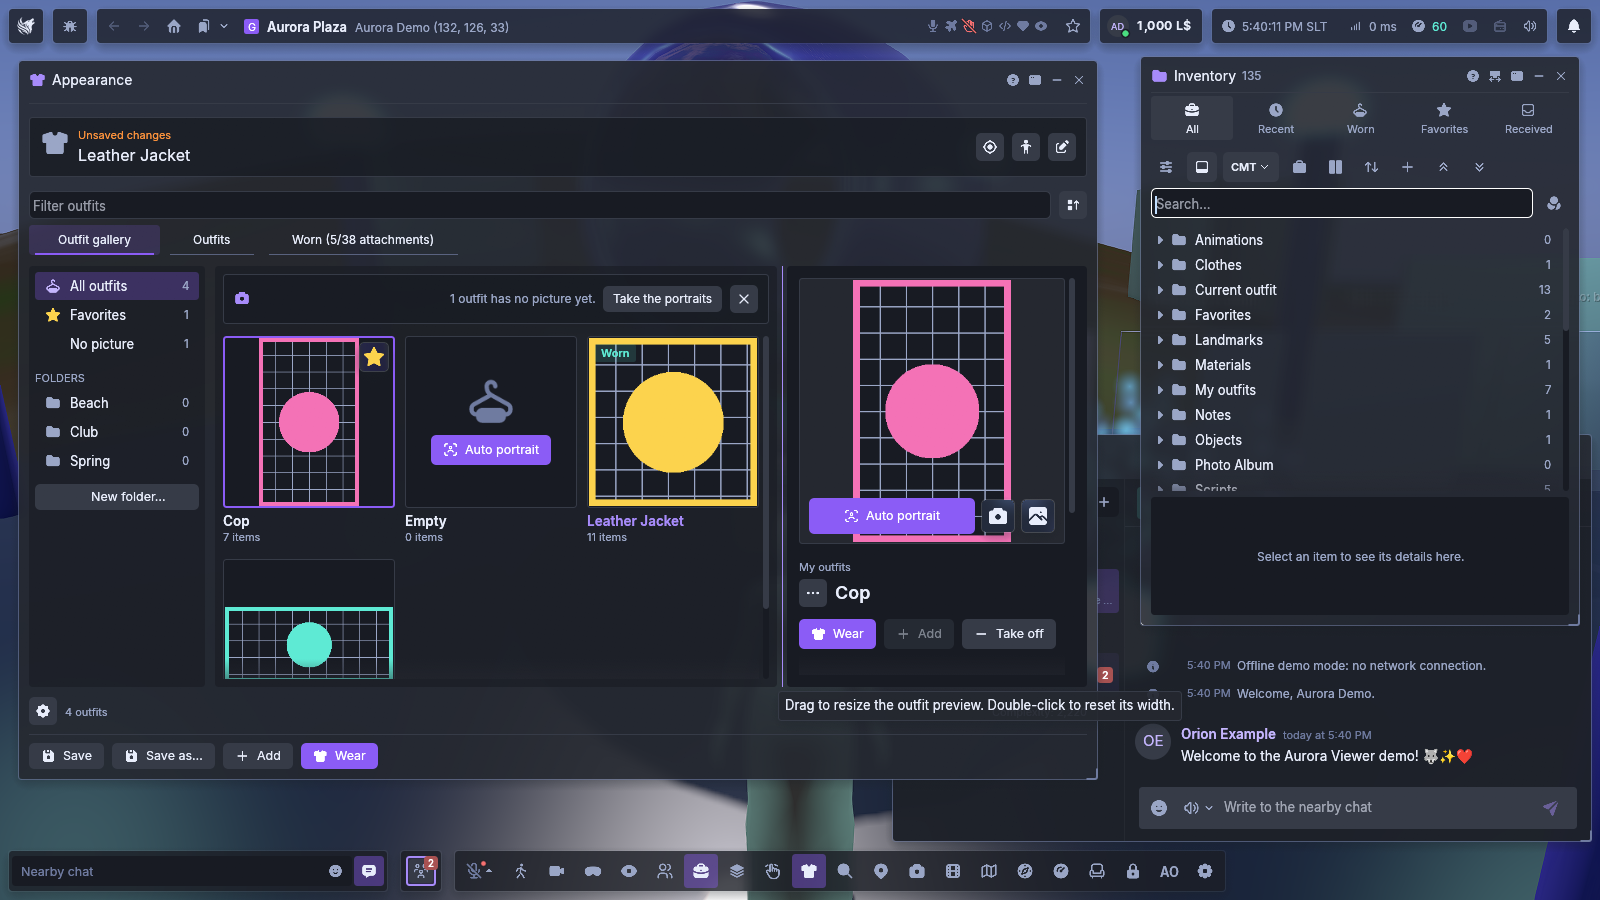 Aurora Plaza
Aurora Demo (132, 126, 33)
AD
1,000 L$
5:40:11 PM SLT
0 ms
60
Appearance
Unsaved changes
Leather Jacket
Filter outfits
Outfit gallery
Outfits
Worn (5/38 attachments)
All outfits 4
Favorites 1
No picture 1
FOLDERS
Beach 0
Club 0
Spring 0
New folder...
1 outfit has no picture yet.
Take the portraits
Worn
Auto portrait
Cop
7 items
Empty
0 items
Leather Jacket
11 items
Auto portrait
My outfits
Cop
Wear
Add
Take off
4 outfits
Drag to resize the outfit preview. Double-click to reset its width.
Save
Save as...
Add
Wear
Inventory 135
All
Recent
Worn
Favorites
Received
CMT
Search...
Animations 0
Clothes 1
Current outfit 13
Favorites 2
Landmarks 5
Materials 1
My outfits 7
Notes 1
Objects 1
Photo Album 0
Scripts 5
Select an item to see its details here.
2
5:40 PM Offline demo mode: no network connection.
5:40 PM Welcome, Aurora Demo.
OE
Orion Example today at 5:40 PM
Welcome to the Aurora Viewer demo! 🐺✨❤️
Write to the nearby chat
Nearby chat
2
AO